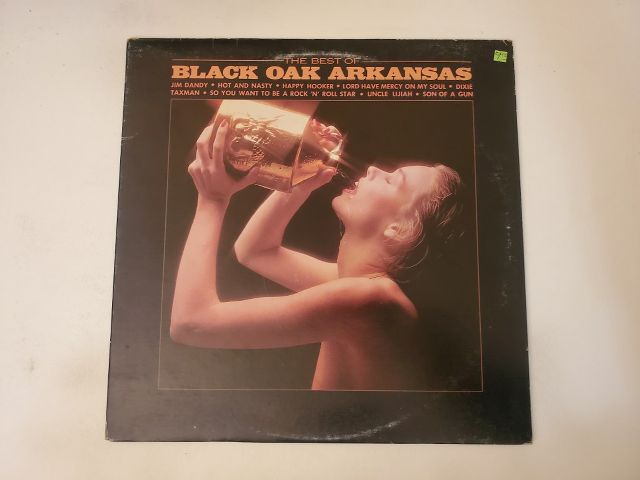 THE BEST OF
BLACK OAK ARKANSAS
JIM DANDY • HOT AND NASTY • HAPPY HOOKER • LORD HAVE MERCY ON MY SOUL • DIXIE
TAXMAN • SO YOU WANT TO BE A ROCK 'N' ROLL STAR • UNCLE LIJIAH • SON OF A GUN